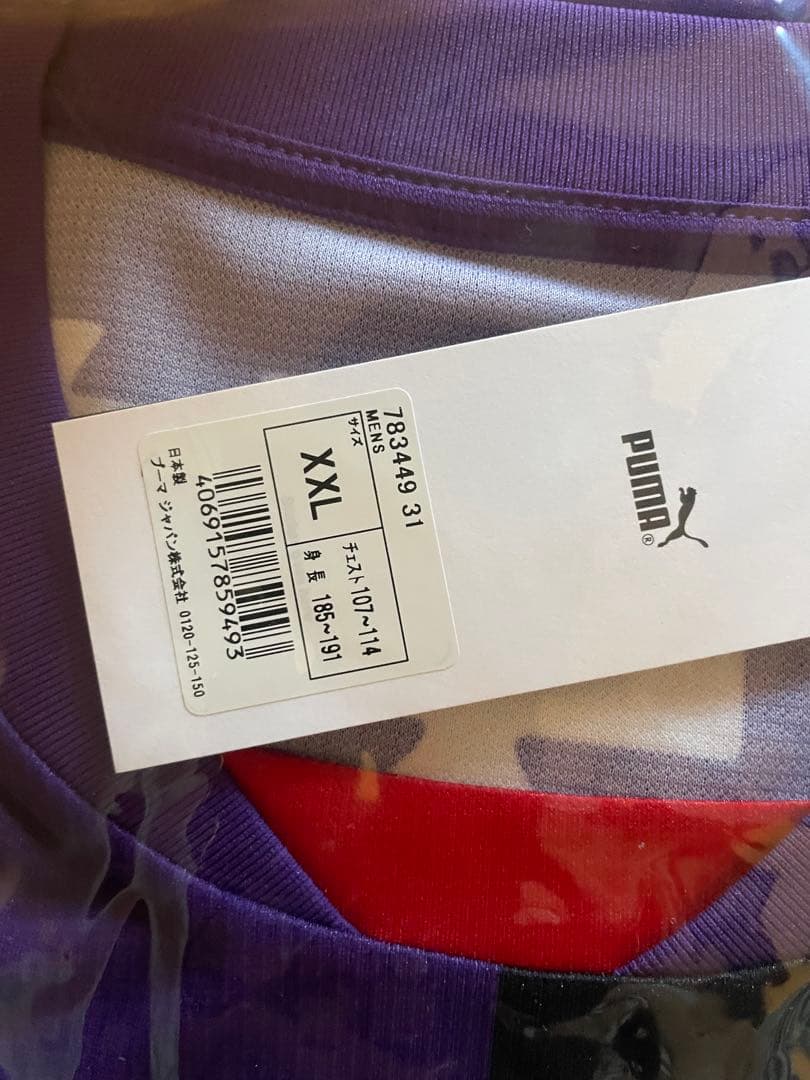 783449 31
MENS
サイズ
XXL
チェスト 107~114
身長 185~191
4069157859493
日本製
プーマ ジャパン株式会社 0120-125-150
PUMA®